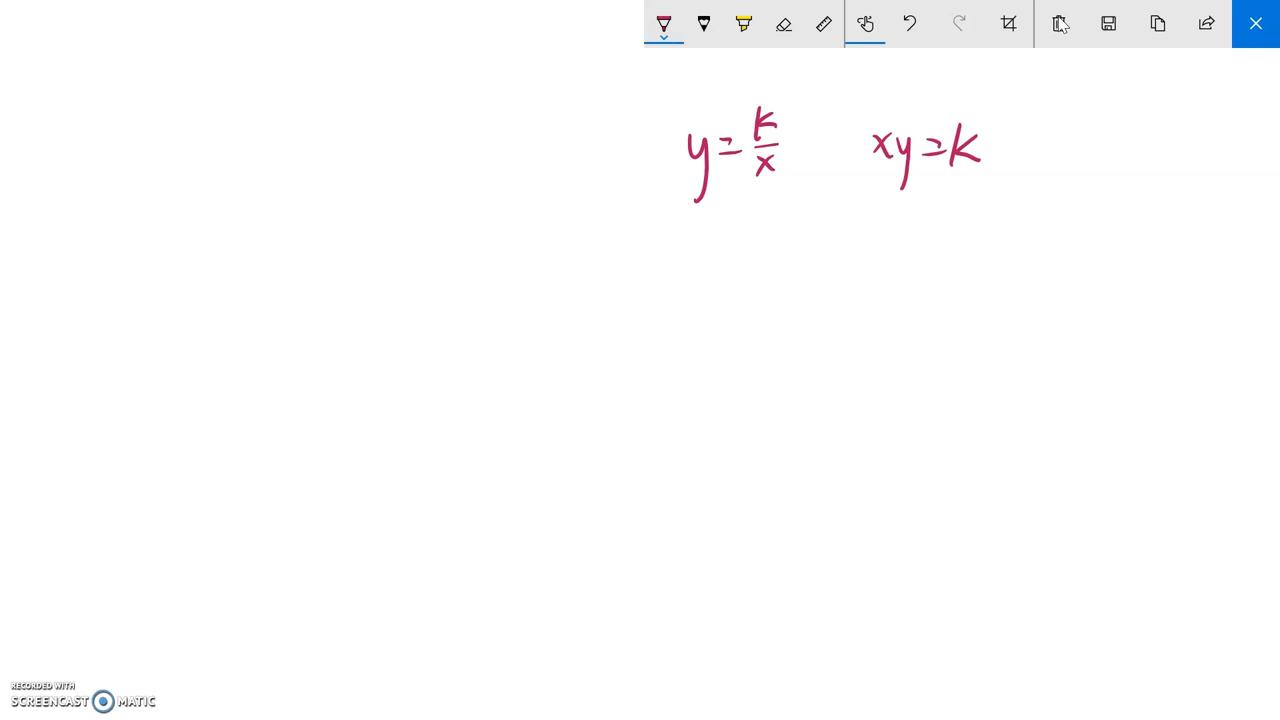 y = k/x    xy = k
RECORDED WITH
SCREENCAST MATIC